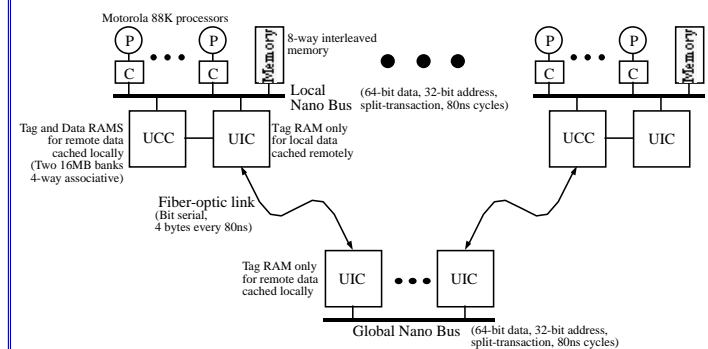 Motorola 88K processors
P
P
C
C
Memory
8-way interleaved
memory
P
P
C
C
Memory
Local
Nano Bus
(64-bit data, 32-bit address,
split-transaction, 80ns cycles)
Tag and Data RAMS
for remote data
cached locally
(Two 16MB banks
4-way associative)
UCC
UIC
Tag RAM only
for local data
cached remotely
UCC
UIC
Fiber-optic link
(Bit serial,
4 bytes every 80ns)
Tag RAM only
for remote data
cached locally
UIC
UIC
Global Nano Bus
(64-bit data, 32-bit address,
split-transaction, 80ns cycles)